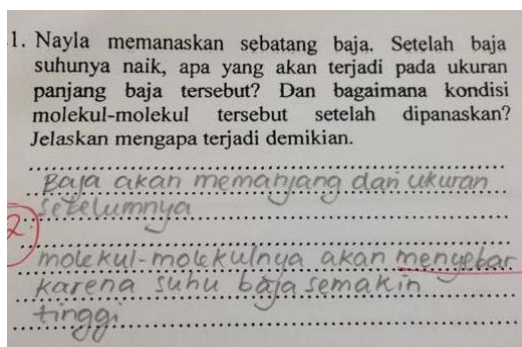 1. Nayla memanaskan sebatang baja. Setelah baja
suhunya naik, apa yang akan terjadi pada ukuran
panjang baja tersebut? Dan bagaimana kondisi
molekul-molekul tersebut setelah dipanaskan?
Jelaskan mengapa terjadi demikian.
Baja akan memanjang dari ukuran
sebelumnya
2
molekul-molekulnya akan menyebar
karena suhu baja semakin
tinggi